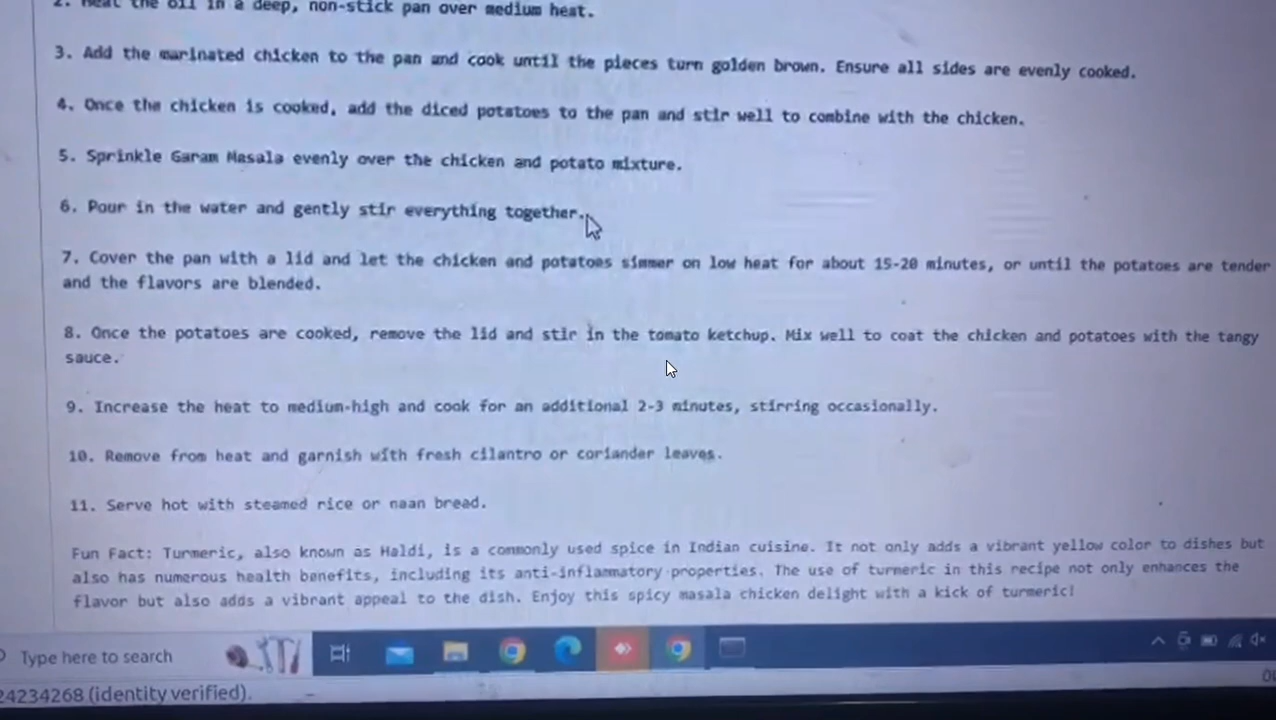 2. Heat the oil in a deep, non-stick pan over medium heat.
3. Add the marinated chicken to the pan and cook until the pieces turn golden brown. Ensure all sides are evenly cooked.
4. Once the chicken is cooked, add the diced potatoes to the pan and stir well to combine with the chicken.
5. Sprinkle Garam Masala evenly over the chicken and potato mixture.
6. Pour in the water and gently stir everything together.
7. Cover the pan with a lid and let the chicken and potatoes simmer on low heat for about 15-20 minutes, or until the potatoes are tender
and the flavors are blended.
8. Once the potatoes are cooked, remove the lid and stir in the tomato ketchup. Mix well to coat the chicken and potatoes with the tangy
sauce.
9. Increase the heat to medium-high and cook for an additional 2-3 minutes, stirring occasionally.
10. Remove from heat and garnish with fresh cilantro or coriander leaves.
11. Serve hot with steamed rice or naan bread.
Fun Fact: Turmeric, also known as Haldi, is a commonly used spice in Indian cuisine. It not only adds a vibrant yellow color to dishes but
also has numerous health benefits, including its anti-inflammatory properties. The use of turmeric in this recipe not only enhances the
flavor but also adds a vibrant appeal to the dish. Enjoy this spicy masala chicken delight with a kick of turmeric!
Type here to search
24234268 (identity verified).